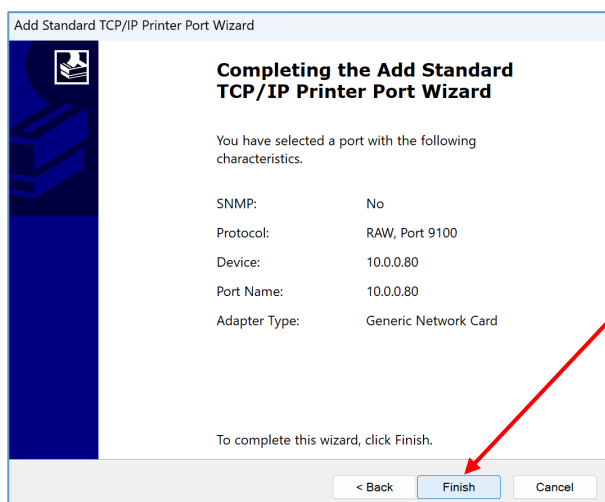 Add Standard TCP/IP Printer Port Wizard
Completing the Add Standard
TCP/IP Printer Port Wizard
You have selected a port with the following
characteristics.
SNMP: No
Protocol: RAW, Port 9100
Device: 10.0.0.80
Port Name: 10.0.0.80
Adapter Type: Generic Network Card
To complete this wizard, click Finish.
< Back Finish Cancel